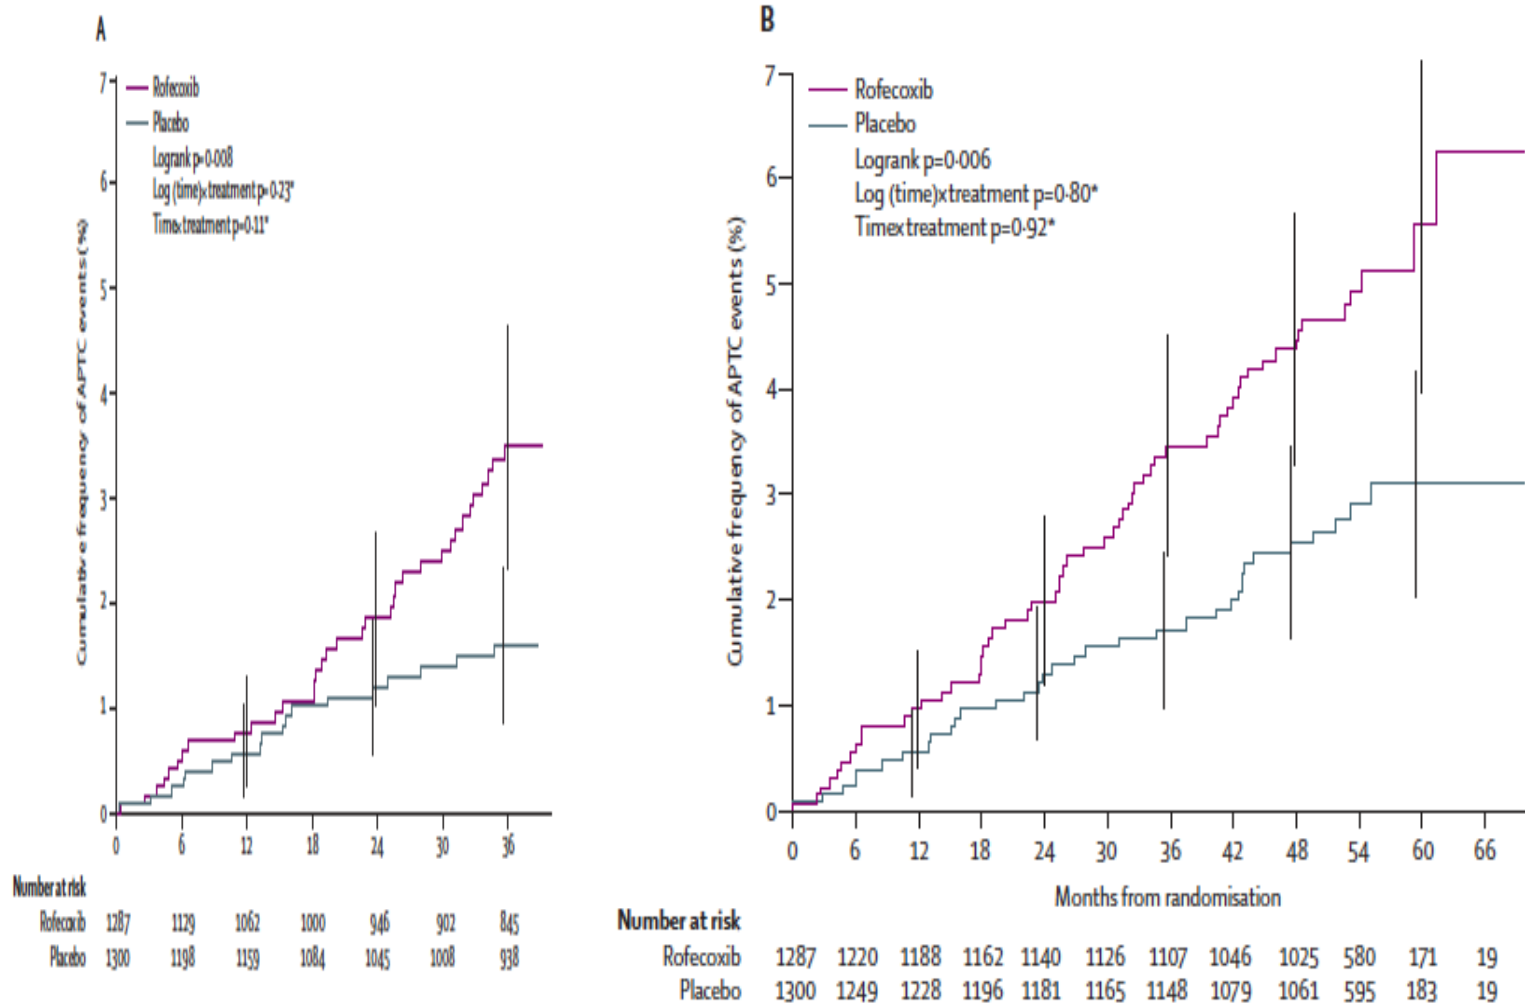 A
7
Rofecoxib
Placebo
Logrank p=0·008
Log (time)×treatment p=0·23*
Time×treatment p=0·11*
6
5
4
3
2
1
0
Cumulative frequency of APTC events (%)
0 6 12 18 24 30 36
Number at risk
Rofecoxib 1287 1129 1062 1000 946 902 845
Placebo 1300 1198 1159 1084 1045 1008 938
B
7
Rofecoxib
Placebo
Logrank p=0·006
Log (time)×treatment p=0·80*
Time×treatment p=0·92*
6
5
4
3
2
1
0
Cumulative frequency of APTC events (%)
0 6 12 18 24 30 36 42 48 54 60 66
Months from randomisation
Number at risk
Rofecoxib 1287 1220 1188 1162 1140 1126 1107 1046 1025 580 171 19
Placebo 1300 1249 1228 1196 1181 1165 1148 1079 1061 595 183 19